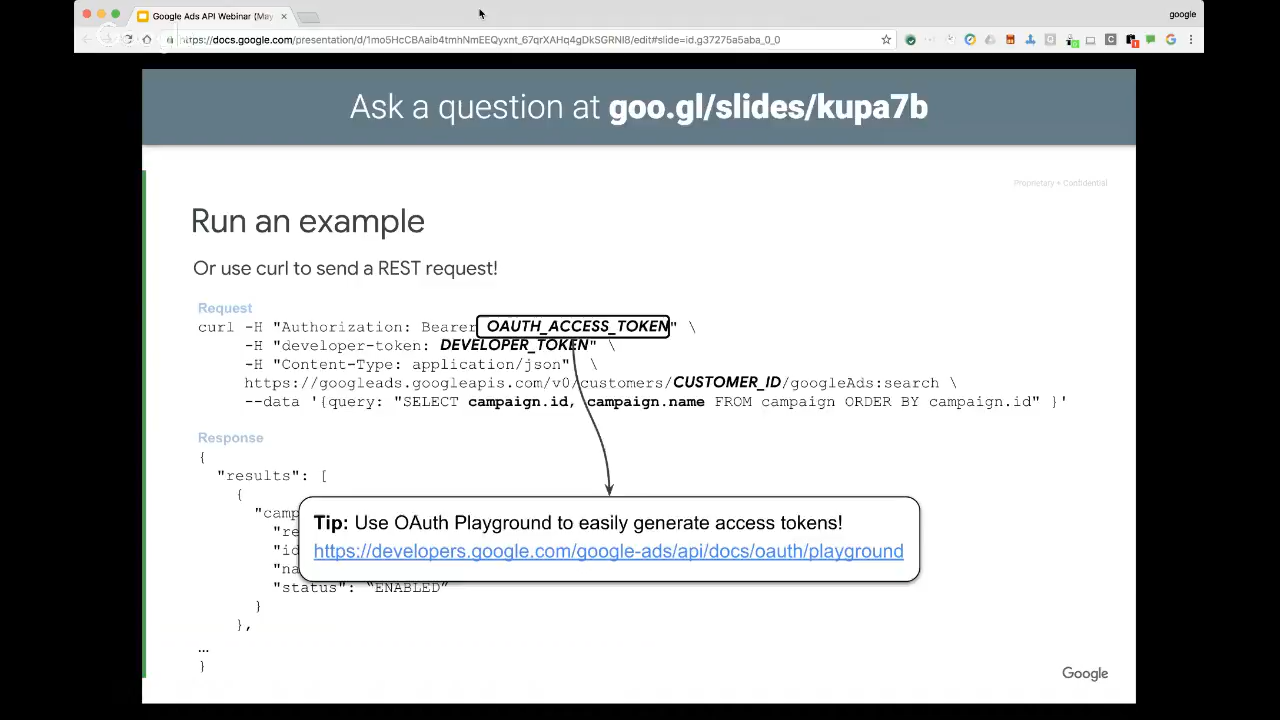 Google Ads API Webinar (May
google
https://docs.google.com/presentation/d/1mo5HcCBAaib4tmhNmEEQyxnt_67qrXAHq4gDkSGRNI8/edit#slide=id.g37275a5aba_0_0
Ask a question at goo.gl/slides/kupa7b
Proprietary + Confidential
Run an example
Or use curl to send a REST request!
Request
curl -H "Authorization: Bearer OAUTH_ACCESS_TOKEN" \
-H "developer-token: DEVELOPER_TOKEN" \
-H "Content-Type: application/json" \
https://googleads.googleapis.com/v0/customers/CUSTOMER_ID/googleAds:search \
--data '{query: "SELECT campaign.id, campaign.name FROM campaign ORDER BY campaign.id" }'
Response
{
"results": [
{
"camp
"re
"id
"na
"status": “ENABLED”
}
},
...
}
Tip: Use OAuth Playground to easily generate access tokens!
https://developers.google.com/google-ads/api/docs/oauth/playground
Google